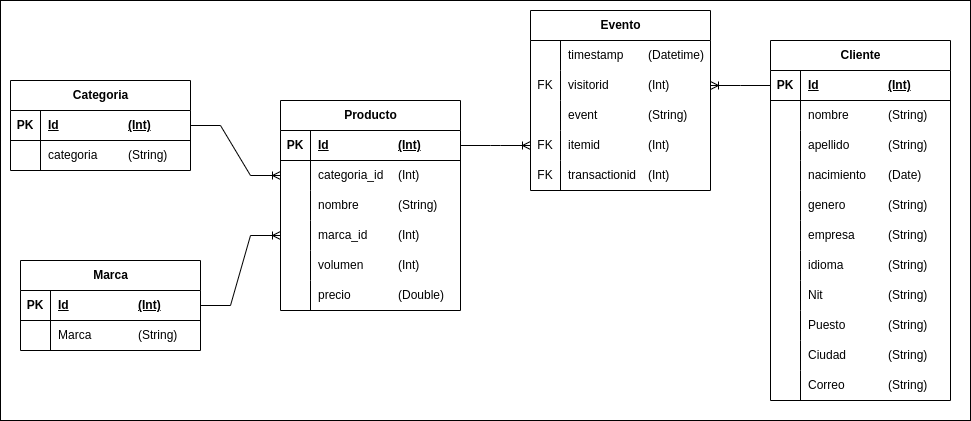 Categoria
PK Id (Int)
categoria (String)
Marca
PK Id (Int)
Marca (String)
Producto
PK Id (Int)
categoria_id (Int)
nombre (String)
marca_id (Int)
volumen (Int)
precio (Double)
Evento
timestamp (Datetime)
FK visitorid (Int)
event (String)
FK itemid (Int)
FK transactionid (Int)
Cliente
PK Id (Int)
nombre (String)
apellido (String)
nacimiento (Date)
genero (String)
empresa (String)
idioma (String)
Nit (String)
Puesto (String)
Ciudad (String)
Correo (String)